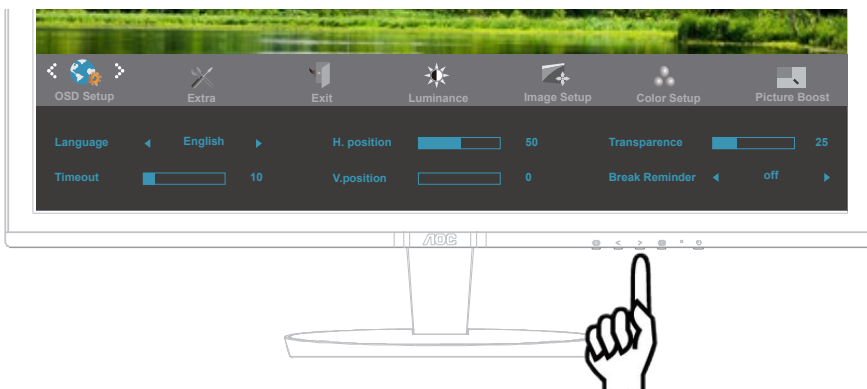 OSD Setup Extra Exit Luminance Image Setup Color Setup Picture Boost
Language English H. position 50 Transparence 25
Timeout 10 V.position 0 Break Reminder off
AOC